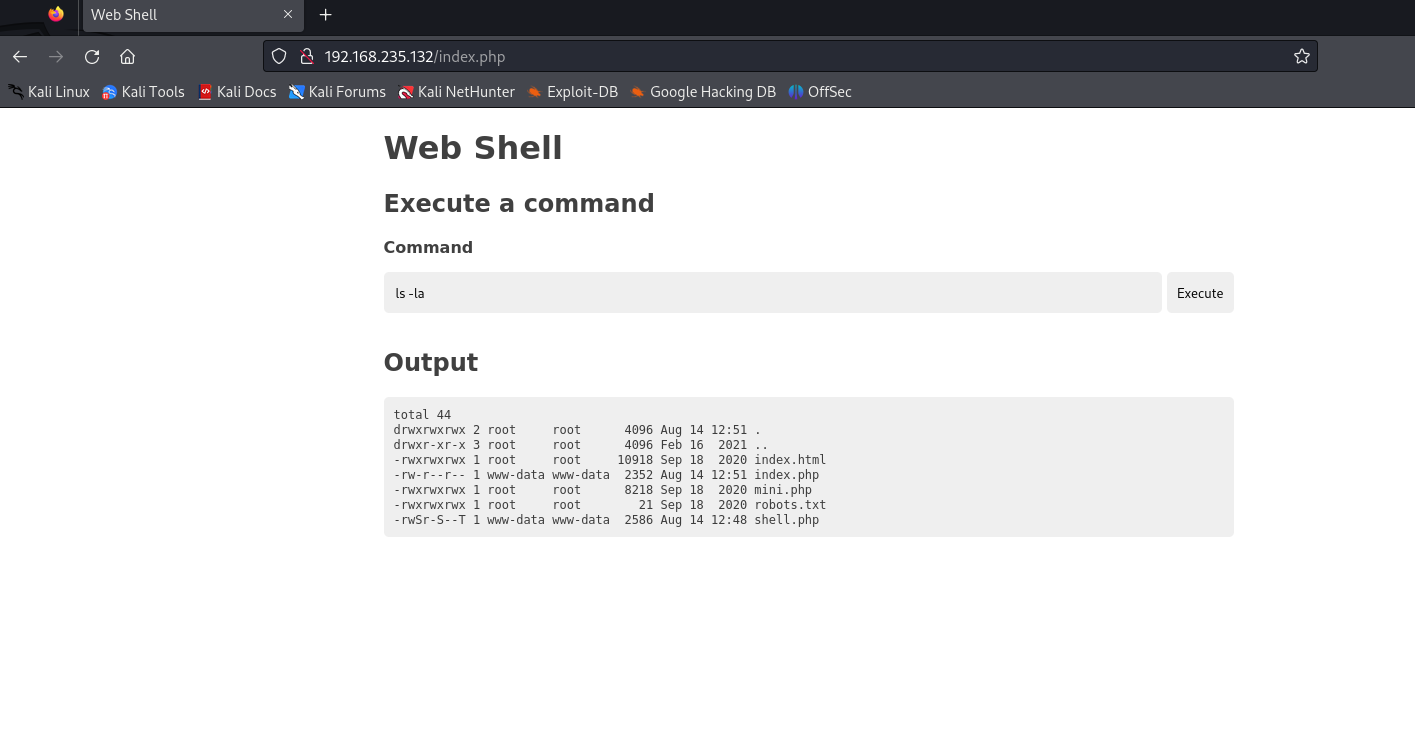 Web Shell
192.168.235.132/index.php
Kali Linux Kali Tools Kali Docs Kali Forums Kali NetHunter Exploit-DB Google Hacking DB OffSec
Web Shell
Execute a command
Command
ls -la Execute
Output
total 44
drwxrwxrwx 2 root     root      4096 Aug 14 12:51 .
drwxr-xr-x 3 root     root      4096 Feb 16  2021 ..
-rwxrwxrwx 1 root     root     10918 Sep 18  2020 index.html
-rw-r--r-- 1 www-data www-data  2352 Aug 14 12:51 index.php
-rwxrwxrwx 1 root     root      8218 Sep 18  2020 mini.php
-rwxrwxrwx 1 root     root        21 Sep 18  2020 robots.txt
-rwSr-S--T 1 www-data www-data  2586 Aug 14 12:48 shell.php